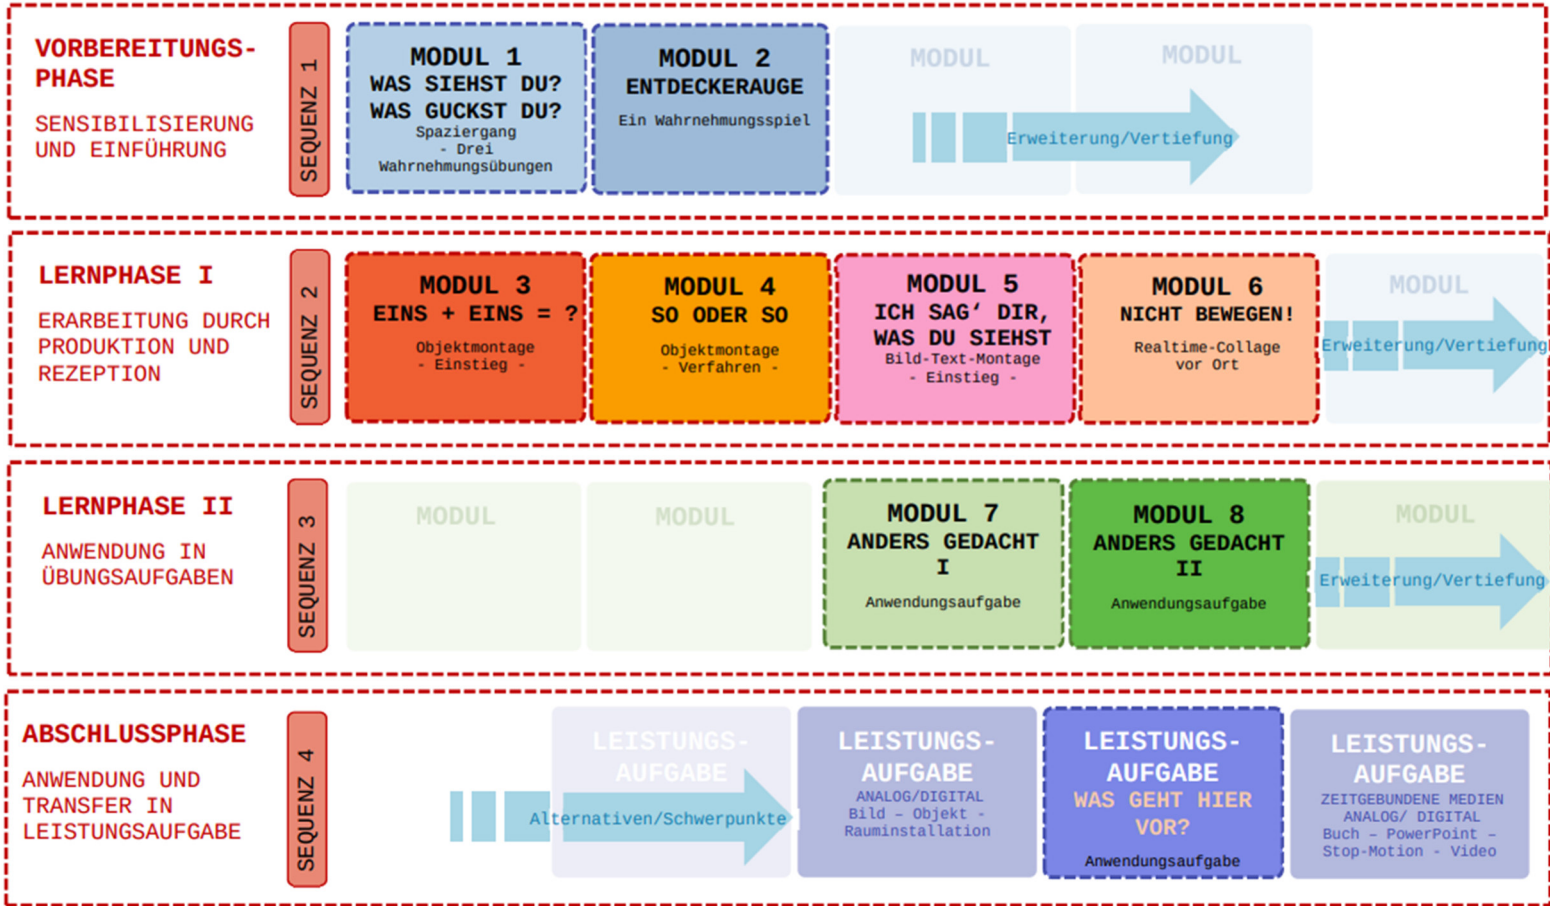 VORBEREITUNGS-
PHASE
SENSIBILISIERUNG
UND EINFÜHRUNG
SEQUENZ 1
MODUL 1
WAS SIEHST DU?
WAS GUCKST DU?
Spaziergang
- Drei
Wahrnehmungsübungen
MODUL 2
ENTDECKERAUGE
Ein Wahrnehmungsspiel
MODUL
MODUL
Erweiterung/Vertiefung
LERNPHASE I
ERARBEITUNG DURCH
PRODUKTION UND
REZEPTION
SEQUENZ 2
MODUL 3
EINS + EINS = ?
Objektmontage
- Einstieg -
MODUL 4
SO ODER SO
Objektmontage
- Verfahren -
MODUL 5
ICH SAG‘ DIR,
WAS DU SIEHST
Bild-Text-Montage
- Einstieg -
MODUL 6
NICHT BEWEGEN!
Realtime-Collage
vor Ort
MODUL
Erweiterung/Vertiefung
LERNPHASE II
ANWENDUNG IN
ÜBUNGSAUFGABEN
SEQUENZ 3
MODUL
MODUL
MODUL 7
ANDERS GEDACHT
I
Anwendungsaufgabe
MODUL 8
ANDERS GEDACHT
II
Anwendungsaufgabe
MODUL
Erweiterung/Vertiefung
ABSCHLUSSPHASE
ANWENDUNG UND
TRANSFER IN
LEISTUNGSAUFGABE
SEQUENZ 4
LEISTUNGS-
AUFGABE
Alternativen/Schwerpunkte
LEISTUNGS-
AUFGABE
ANALOG/DIGITAL
Bild – Objekt -
Rauminstallation
LEISTUNGS-
AUFGABE
WAS GEHT HIER
VOR?
Anwendungsaufgabe
LEISTUNGS-
AUFGABE
ZEITGEBUNDENE MEDIEN
ANALOG/ DIGITAL
Buch – PowerPoint –
Stop-Motion - Video